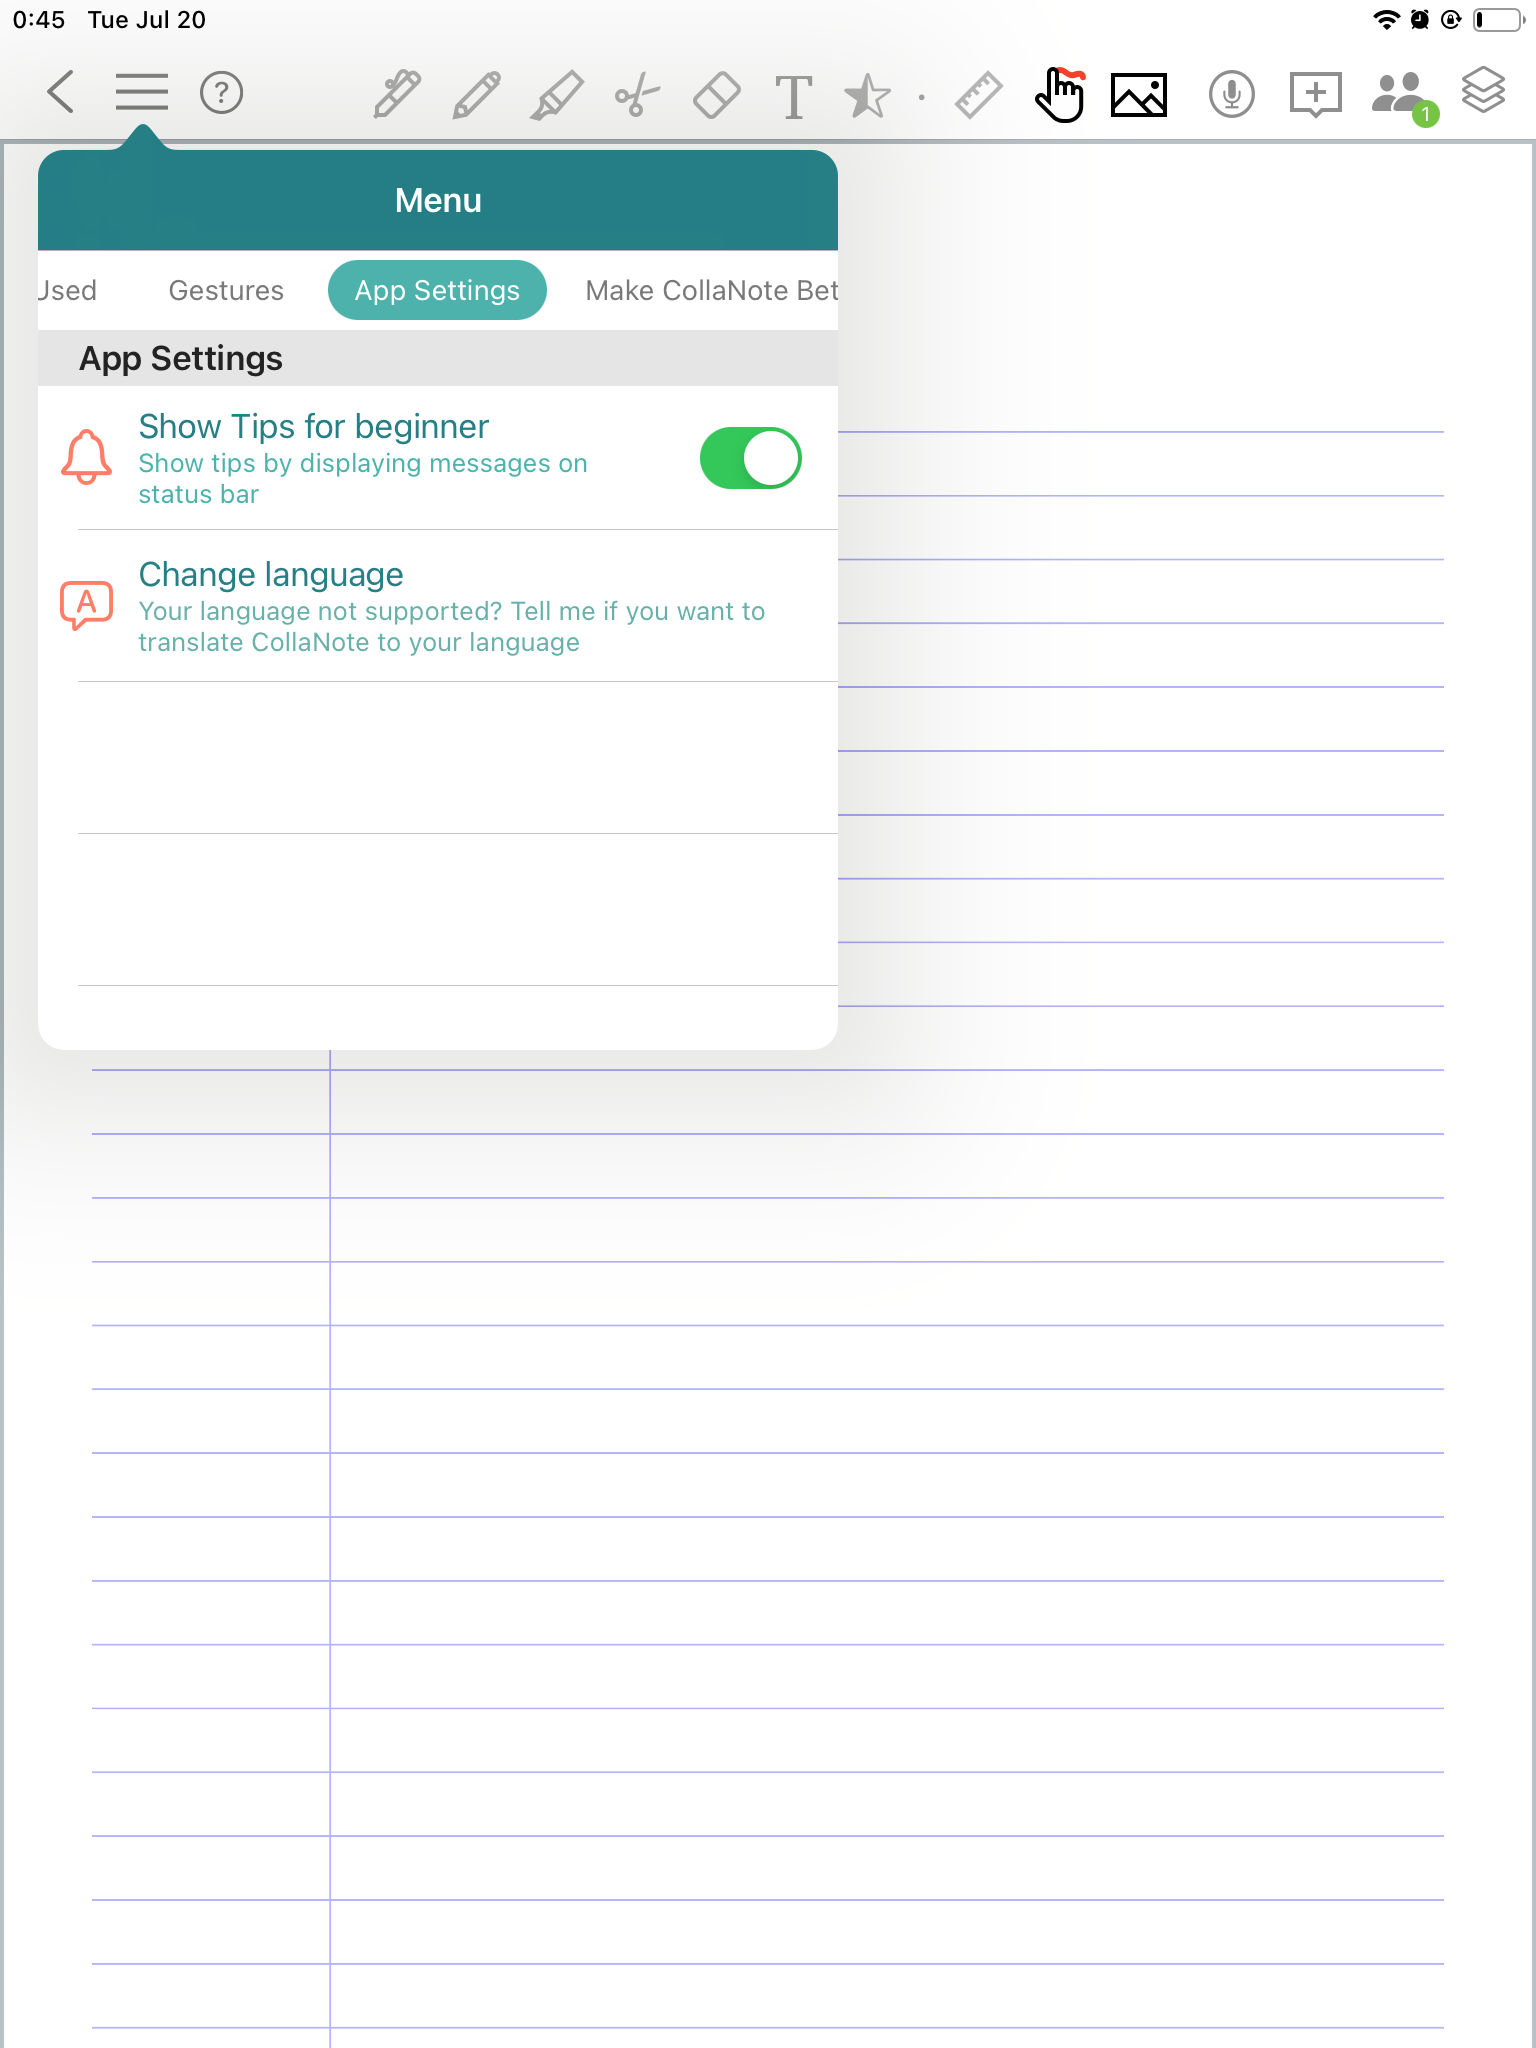 0:45 Tue Jul 20
?
T
1
Menu
Used Gestures App Settings Make CollaNote Bet
App Settings
Show Tips for beginner
Show tips by displaying messages on
status bar
A
Change language
Your language not supported? Tell me if you want to
translate CollaNote to your language